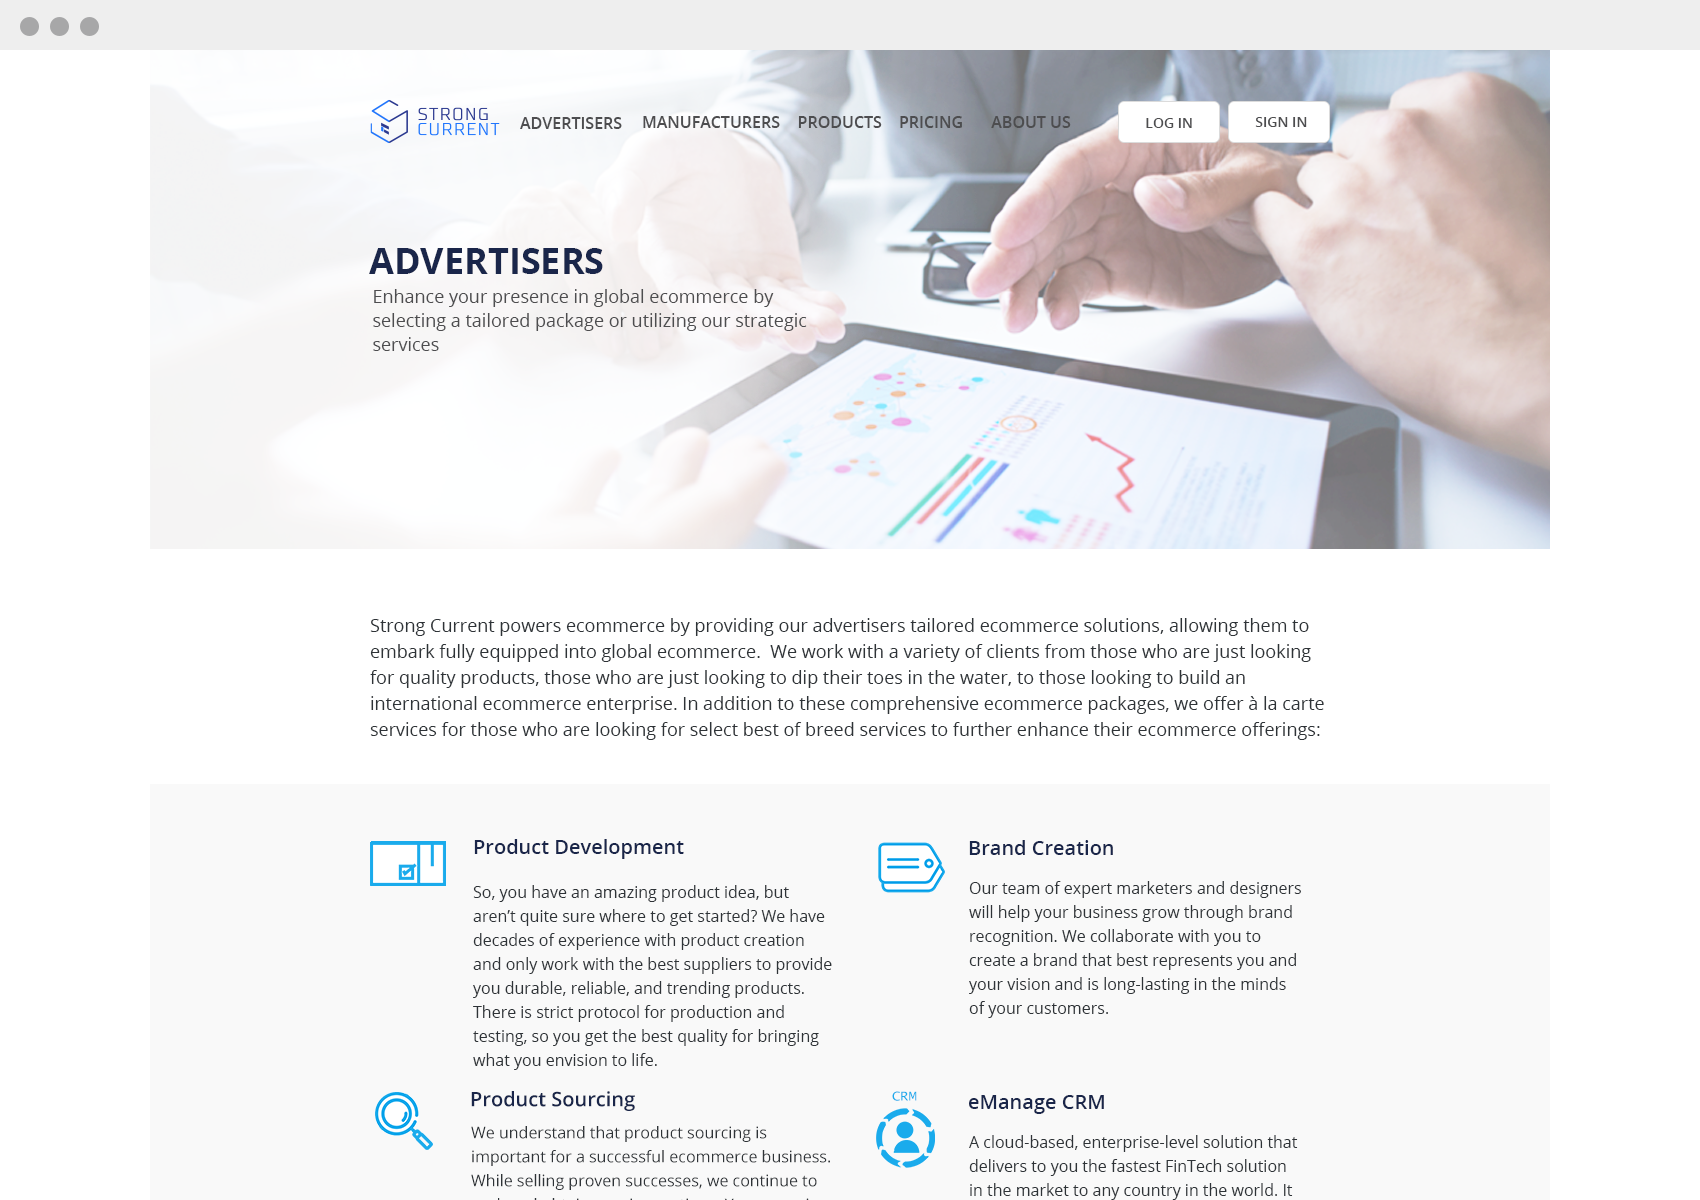 STRONG
CURRENT
ADVERTISERS
MANUFACTURERS
PRODUCTS
PRICING
ABOUT US
LOG IN
SIGN IN
ADVERTISERS
Enhance your presence in global ecommerce by
selecting a tailored package or utilizing our strategic
services
Strong Current powers ecommerce by providing our advertisers tailored ecommerce solutions, allowing them to
embark fully equipped into global ecommerce.  We work with a variety of clients from those who are just looking
for quality products, those who are just looking to dip their toes in the water, to those looking to build an
international ecommerce enterprise. In addition to these comprehensive ecommerce packages, we offer à la carte
services for those who are looking for select best of breed services to further enhance their ecommerce offerings:
Product Development
So, you have an amazing product idea, but
aren’t quite sure where to get started? We have
decades of experience with product creation
and only work with the best suppliers to provide
you durable, reliable, and trending products.
There is strict protocol for production and
testing, so you get the best quality for bringing
what you envision to life.
Brand Creation
Our team of expert marketers and designers
will help your business grow through brand
recognition. We collaborate with you to
create a brand that best represents you and
your vision and is long-lasting in the minds
of your customers.
Product Sourcing
We understand that product sourcing is
important for a successful ecommerce business.
While selling proven successes, we continue to
CRM
eManage CRM
A cloud-based, enterprise-level solution that
delivers to you the fastest FinTech solution
in the market to any country in the world. It